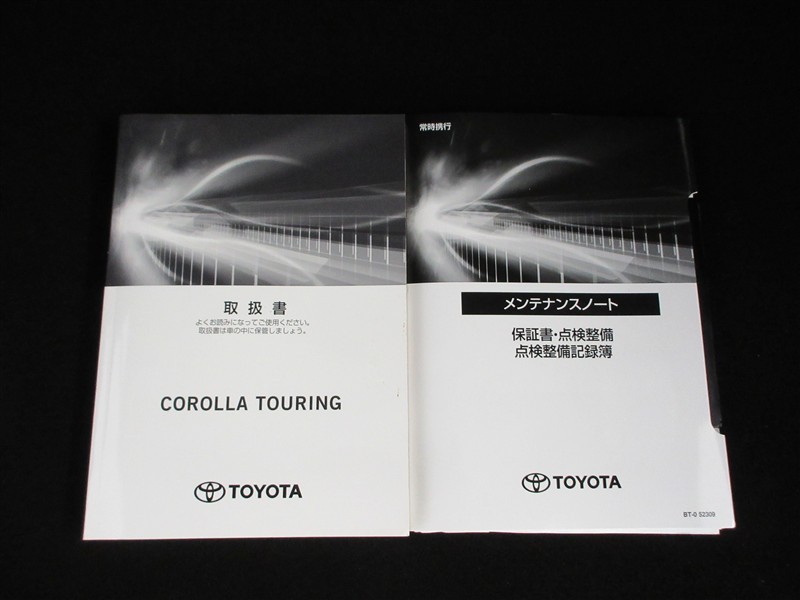 取扱書
よくお読みになってご使用ください。
取扱書は車の中に保管しましょう。
COROLLA TOURING
TOYOTA
常時携行
メンテナンスノート
保証書・点検整備
点検整備記録簿
TOYOTA
BT-0 52309